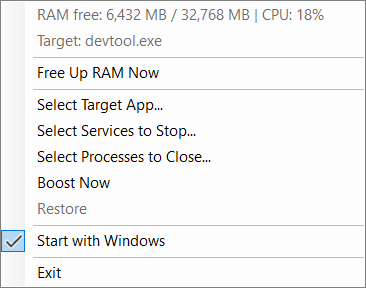 RAM free: 6,432 MB / 32,768 MB | CPU: 18%
Target: devtool.exe
Free Up RAM Now
Select Target App...
Select Services to Stop...
Select Processes to Close...
Boost Now
Restore
Start with Windows
Exit